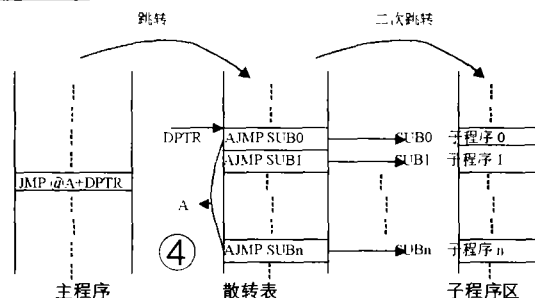 跳转 二次跳转
DPTR AJMP SUB0 SUB0 子程序 0
AJMP SUB1 SUB1 子程序 1
JMP @A+DPTR
A
④ AJMP SUBn SUBn 子程序 n
主程序 散转表 子程序区